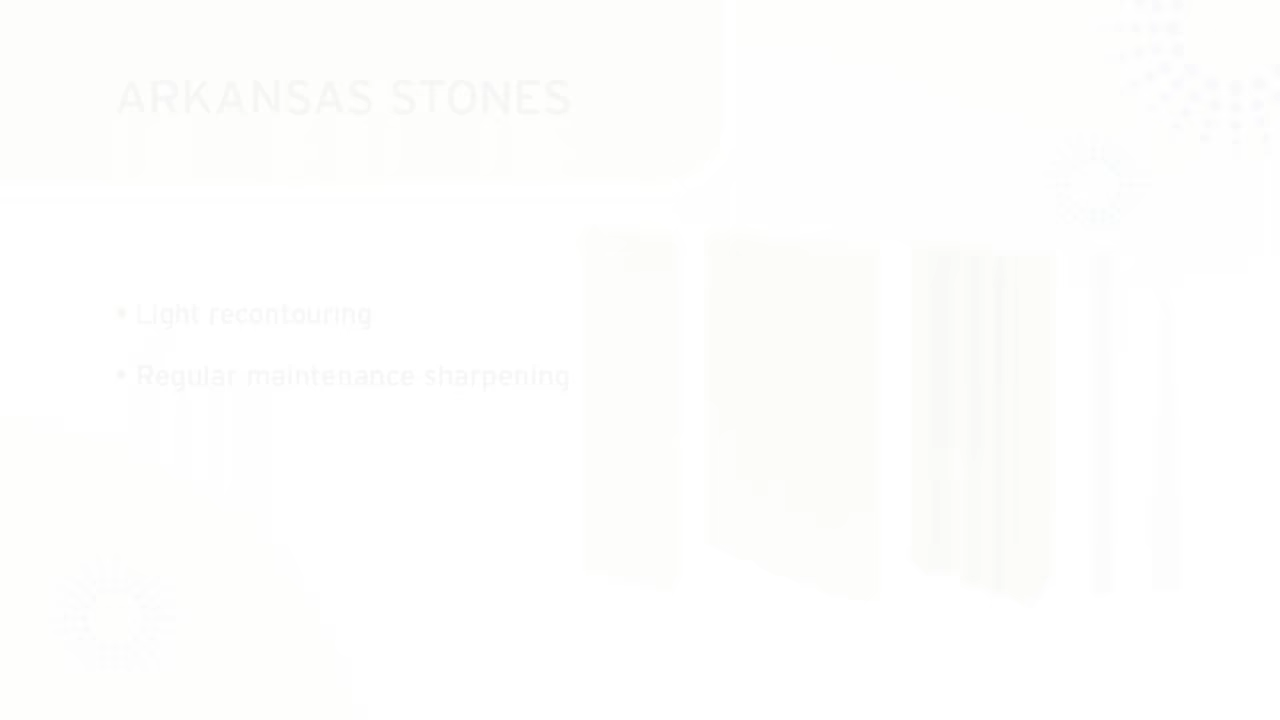 ARKANSAS STONES
• Light recontouring
• Regular maintenance sharpening